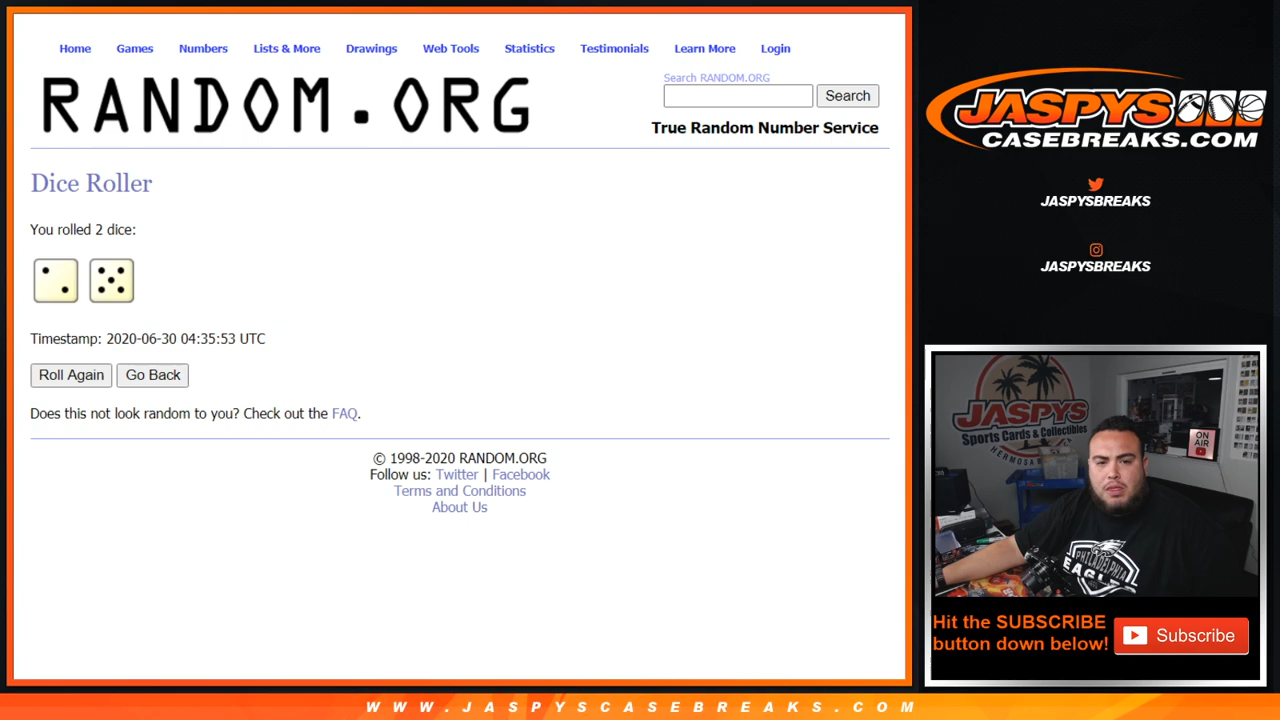 Home Games Numbers Lists & More Drawings Web Tools Statistics Testimonials Learn More Login
RANDOM.ORG
Search RANDOM.ORG
Search
True Random Number Service
Dice Roller
You rolled 2 dice:
Timestamp: 2020-06-30 04:35:53 UTC
Roll Again Go Back
Does this not look random to you? Check out the FAQ.
© 1998-2020 RANDOM.ORG
Follow us: Twitter | Facebook
Terms and Conditions
About Us
JASPYS
CASEBREAKS.COM
JASPYSBREAKS
JASPYSBREAKS
JASPYS
Sports Cards & Collectibles
ON
AIR
PHILADELPHIA
EAGLES
Hit the SUBSCRIBE
button down below!
Subscribe
WWW.JASPYSCASEBREAKS.COM